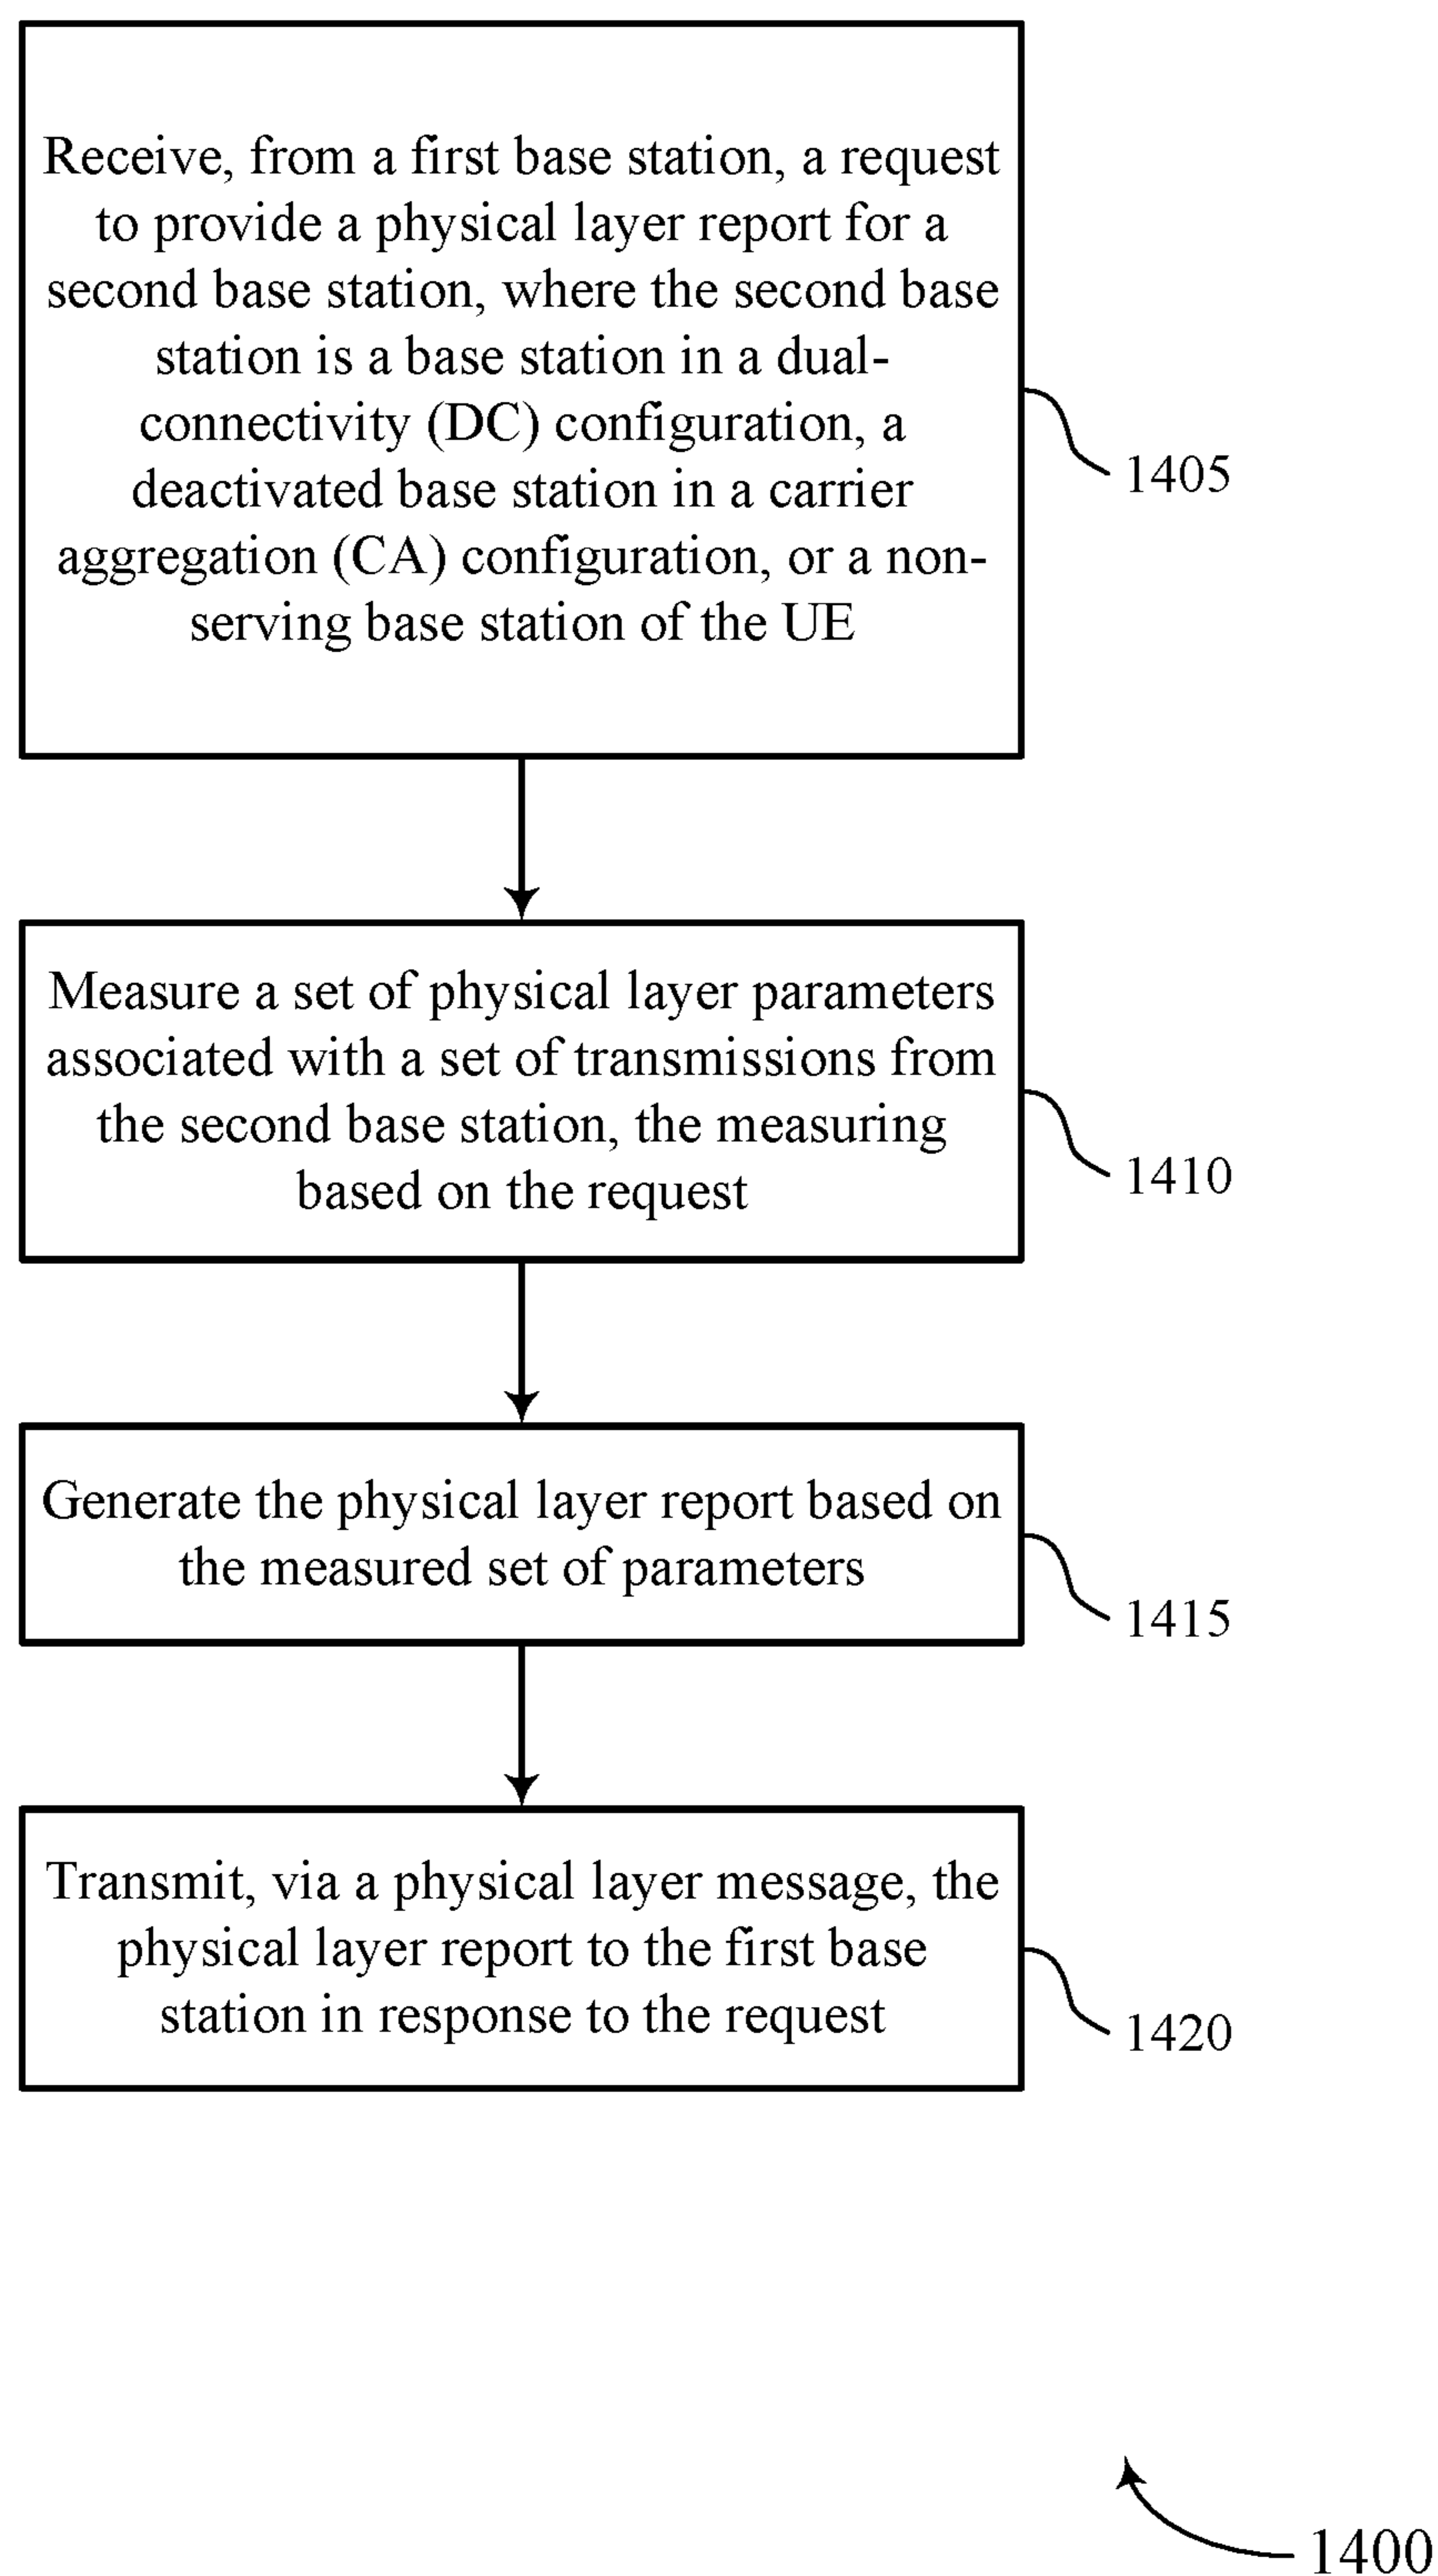 Receive, from a first base station, a request
to provide a physical layer report for a
second base station, where the second base
station is a base station in a dual-
connectivity (DC) configuration, a
deactivated base station in a carrier
aggregation (CA) configuration, or a non-
serving base station of the UE
1405
Measure a set of physical layer parameters
associated with a set of transmissions from
the second base station, the measuring
based on the request
1410
Generate the physical layer report based on
the measured set of parameters
1415
Transmit, via a physical layer message, the
physical layer report to the first base
station in response to the request
1420
1400